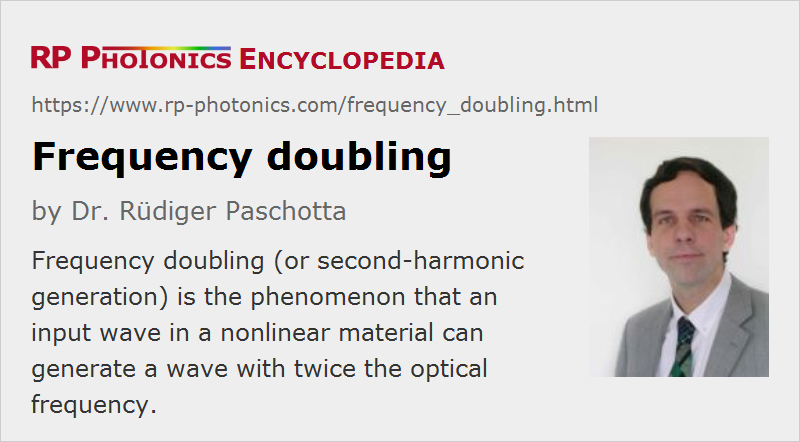 RP PHOTONICS ENCYCLOPEDIA
https://www.rp-photonics.com/frequency_doubling.html
Frequency doubling
by Dr. Rüdiger Paschotta
Frequency doubling (or second-harmonic
generation) is the phenomenon that an
input wave in a nonlinear material can
generate a wave with twice the optical
frequency.